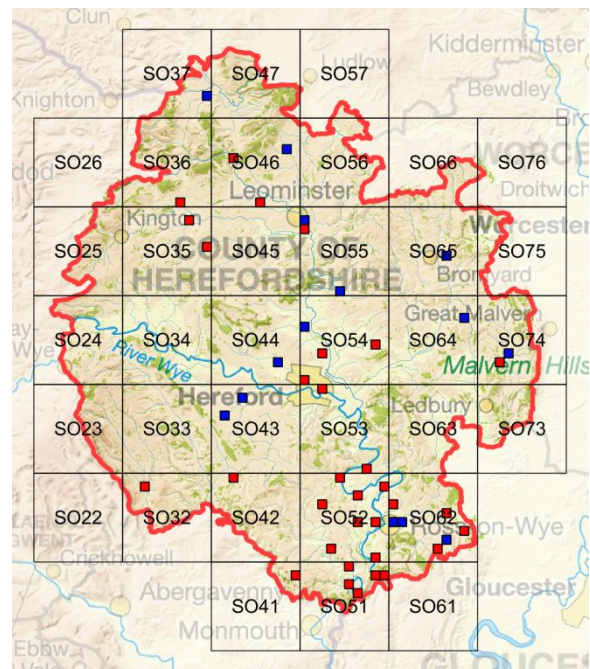 Kidderminster
Clun
SO37
SO47
Ludlow
SO57
Bewdley
Knighton
SO26
SO36
SO46
SO56
SO66
SO76
WORC
Droitwich
Leominster
Kington
Worcester
SO25
SO35
SO45
SO55
SO65
SO75
COUNTY OF
HEREFORDSHIRE
Bromyard
Great Malvern
SO24
SO34
SO44
SO54
SO64
SO74
River Wye
Malvern Hills
Hereford
Ledbury
SO23
SO33
SO43
SO53
SO63
SO73
SO22
SO32
SO42
SO52
SO62
Ross-on-Wye
GWENT
Crickhowell
Abergavenny
Gloucester
SO41
SO51
SO61
Monmouth
Ebbw